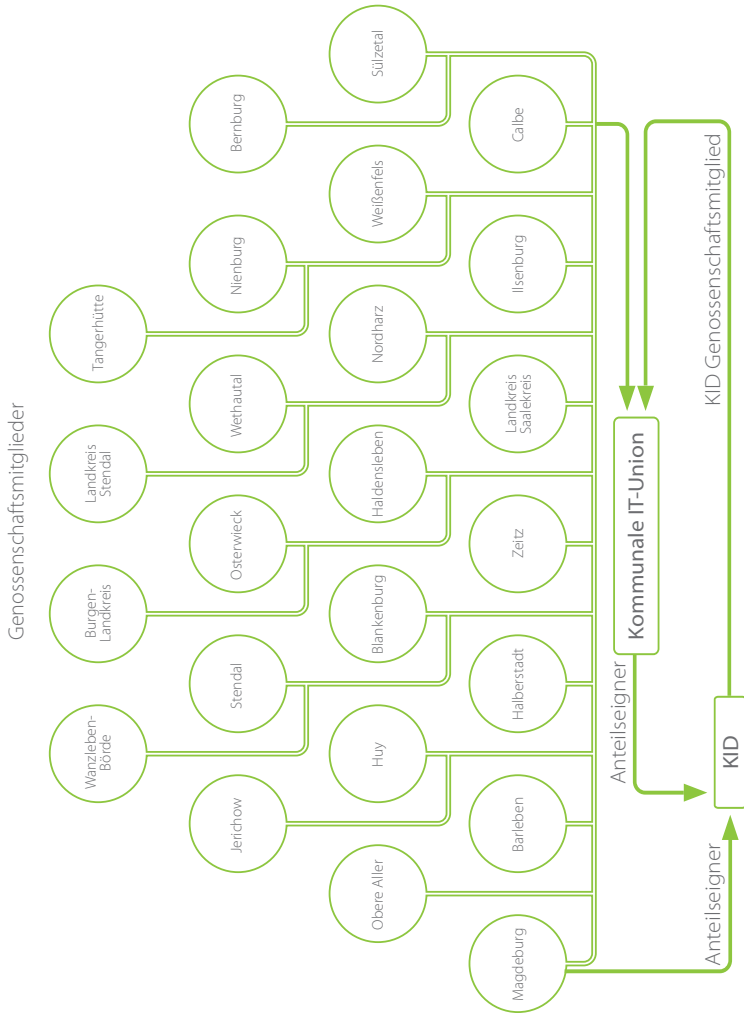 Genossenschaftsmitglieder
Wanzleben-
Börde
Burgen-
Landkreis
Landkreis
Stendal
Tangerhütte
Jerichow
Stendal
Osterwieck
Wethautal
Nienburg
Bernburg
Obere Aller
Huy
Blankenburg
Haldensleben
Nordharz
Weißenfels
Sülzetal
Magdeburg
Barleben
Halberstadt
Zeitz
Landkreis
Saalekreis
Ilsenburg
Calbe
Anteilseigner
Kommunale IT-Union
Anteilseigner
KID
KID Genossenschaftsmitglied